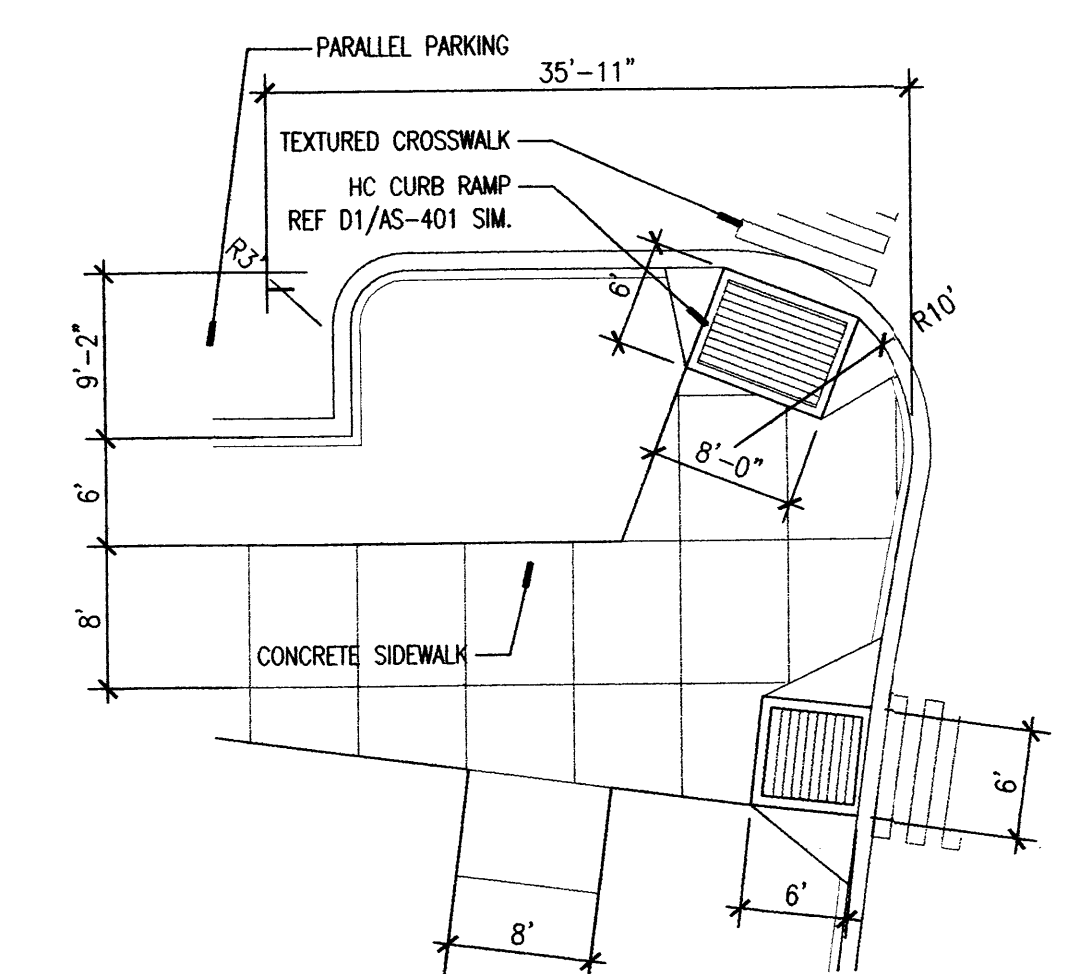 PARALLEL PARKING
35'-11"
TEXTURED CROSSWALK
HC CURB RAMP
REF D1/AS-401 SIM.
R3'
6'
R10'
9'-2"
8'-0"
6'
8'
CONCRETE SIDEWALK
6'
6'
8'